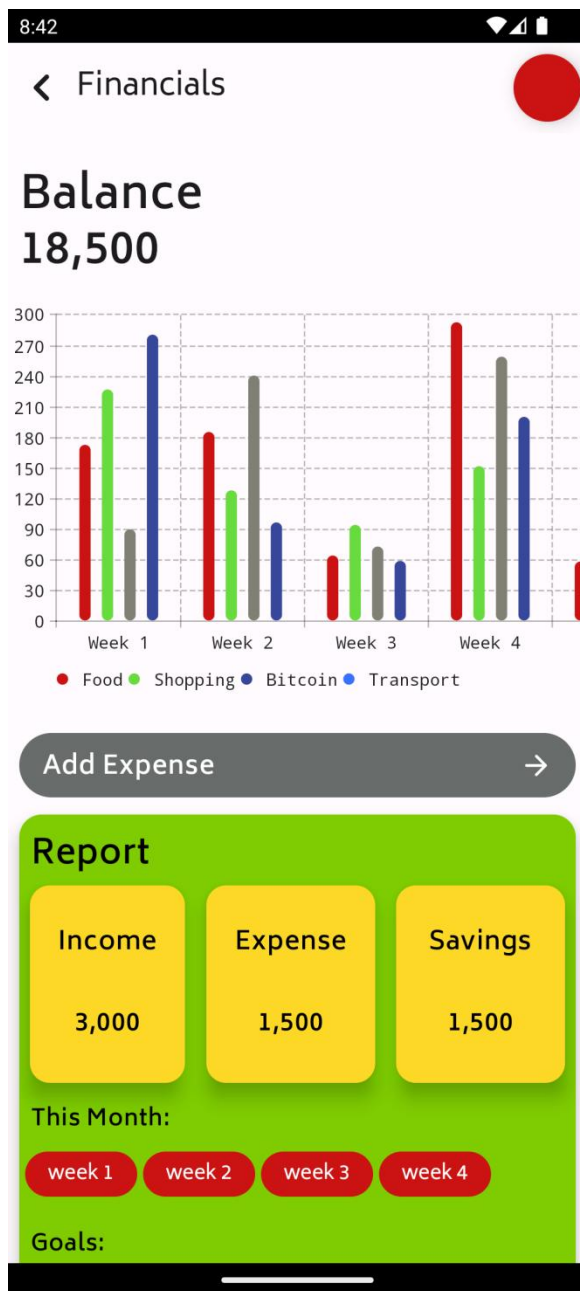 8:42
Financials
Balance
18,500
300
270
240
210
180
150
120
90
60
30
0
Week 1 Week 2 Week 3 Week 4
Food Shopping Bitcoin Transport
Add Expense
Report
Income Expense Savings
3,000 1,500 1,500
This Month:
week 1 week 2 week 3 week 4
Goals: